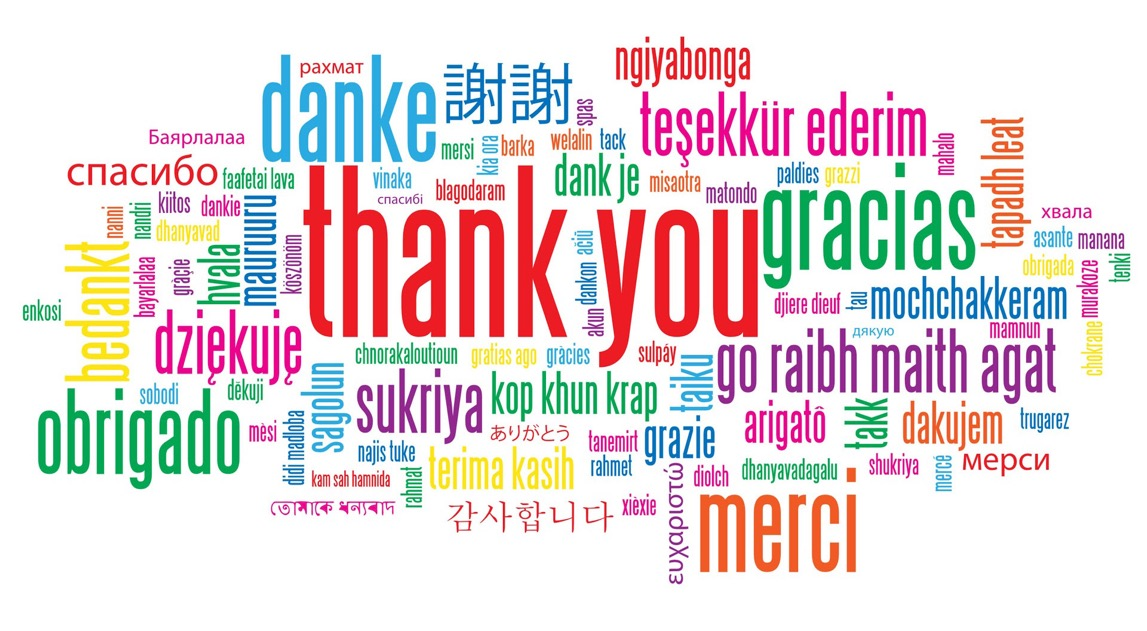 ngiyabonga
рахмат
danke
謝謝
spas
teşekkür ederim
tapadh leat
Баярлалаа
mersi
kia ora
barka
welalin
tack
mahalo
спасибо
faafetai lava
vinaka
dank je
misaotra
paldies
grazzi
спасибі
blagodaram
matondo
thank you
gracias
nanni
nandri
kiitos
dankie
mauruuru
хвала
bedankt
dhanyavad
köszönöm
dankon
ačiū
asante
manana
bayarlalaa
gràçie
hvala
obrigada
murakoze
tenki
enkosi
akun
djiere dieuf
tau
mochchakkeram
dziękuję
дякую
mamnun
chokrane
chnorakaloutioun
gratias ago
gràcies
sulpáy
go raibh maith agat
sobodi
děkuji
sagolun
sukriya
kop khun krap
taiku
obrigado
mèsi
didi madloba
ありがとう
arigatô
takk
dakujem
trugarez
najis tuke
terima kasih
tanemirt
grazie
kam sah hamnida
rahmat
rahmet
diolch
dhanyavadagalu
shukriya
merce
мерси
감사합니다
xièxie
ευχαριστώ
merci